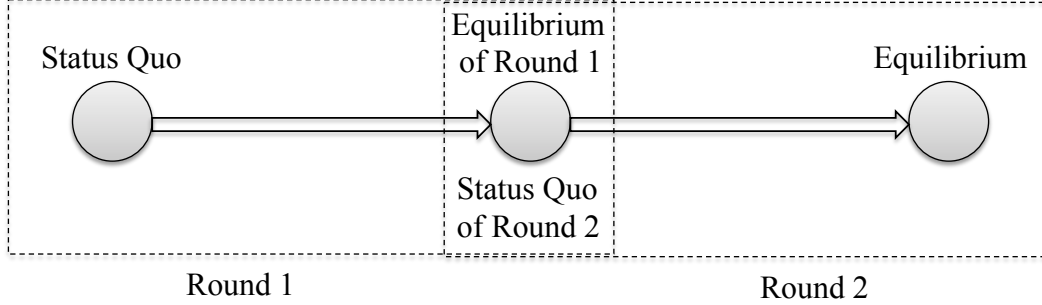 Status Quo
Equilibrium
of Round 1
Status Quo
of Round 2
Equilibrium
Round 1
Round 2